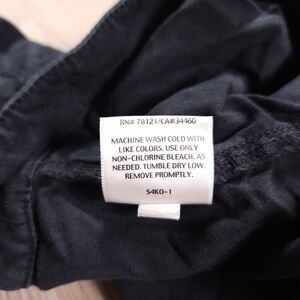 RN# 78121/CA#34460
MACHINE WASH COLD WITH
LIKE COLORS. USE ONLY
NON-CHLORINE BLEACH. AS
NEEDED. TUMBLE DRY LOW.
REMOVE PROMPTLY.
S4KO-1